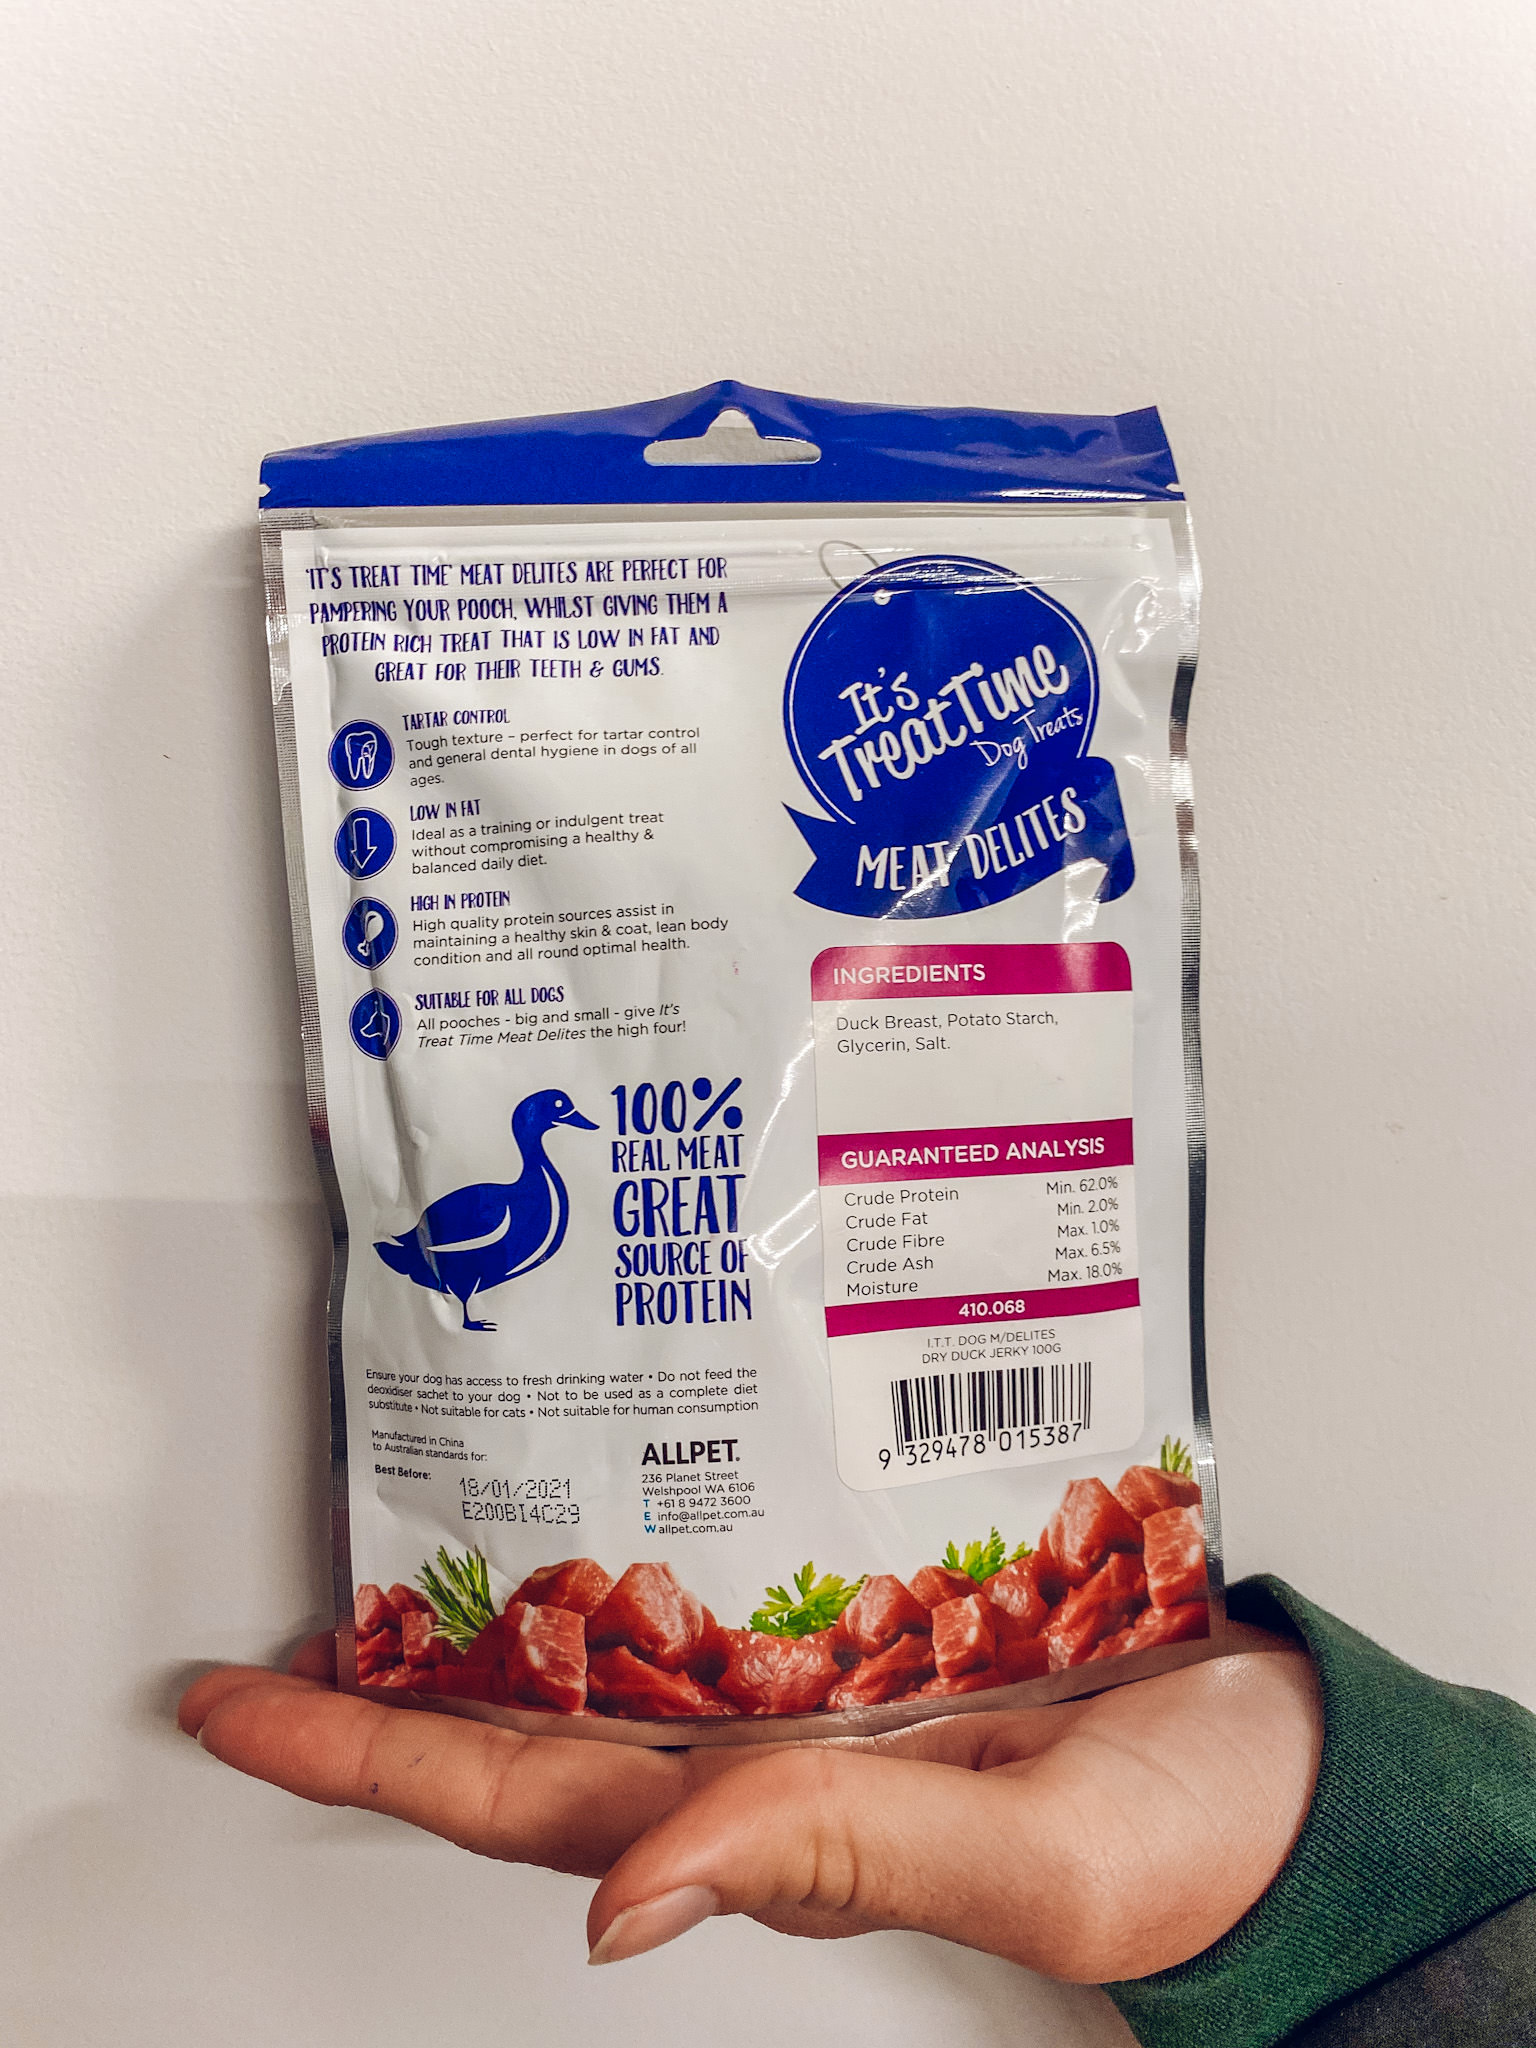 'IT'S TREAT TIME' MEAT DELITES ARE PERFECT FOR
PAMPERING YOUR POOCH, WHILST GIVING THEM A
PROTEIN RICH TREAT THAT IS LOW IN FAT AND
GREAT FOR THEIR TEETH & GUMS.
TARTAR CONTROL
Tough texture – perfect for tartar control
and general dental hygiene in dogs of all
ages.
LOW IN FAT
Ideal as a training or indulgent treat
without compromising a healthy &
balanced daily diet.
HIGH IN PROTEIN
High quality protein sources assist in
maintaining a healthy skin & coat, lean body
condition and all round optimal health.
SUITABLE FOR ALL DOGS
All pooches - big and small - give It's
Treat Time Meat Delites the high four!
100%
REAL MEAT
GREAT
SOURCE OF
PROTEIN
Ensure your dog has access to fresh drinking water • Do not feed the
deoxidiser sachet to your dog • Not to be used as a complete diet
substitute • Not suitable for cats • Not suitable for human consumption
Manufactured in China
to Australian standards for:
Best Before:
18/01/2021
E200BI4C29
ALLPET.
236 Planet Street
Welshpool WA 6106
T +61 8 9472 3600
E info@allpet.com.au
W allpet.com.au
It's
TreatTime
Dog Treats
MEAT DELITES
INGREDIENTS
Duck Breast, Potato Starch,
Glycerin, Salt.
GUARANTEED ANALYSIS
Crude Protein Min. 62.0%
Crude Fat Min. 2.0%
Crude Fibre Max. 1.0%
Crude Ash Max. 6.5%
Moisture Max. 18.0%
410.068
I.T.T. DOG M/DELITES
DRY DUCK JERKY 100G
9 329478 015387